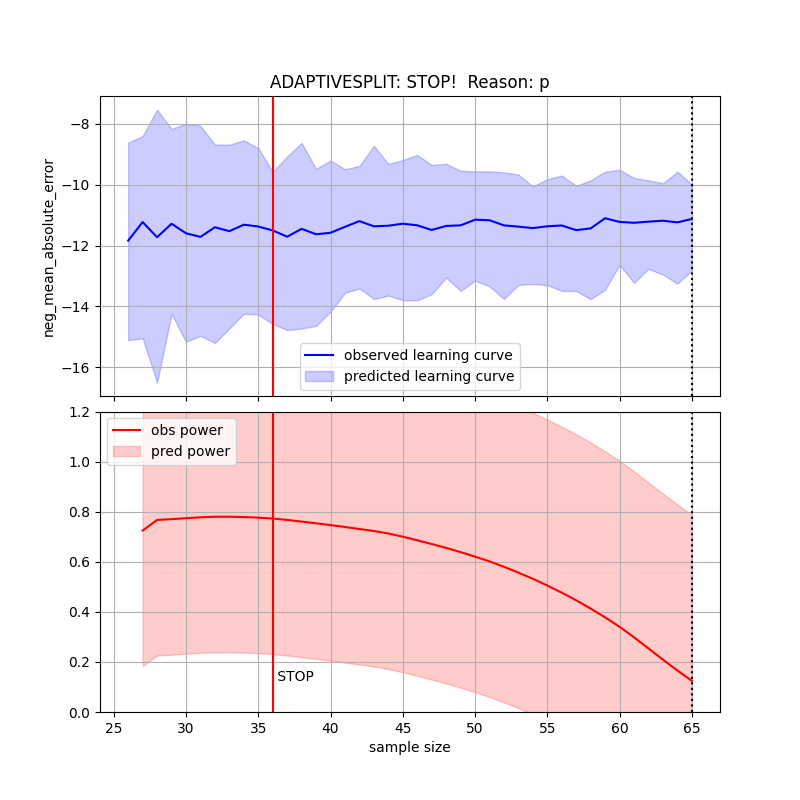 ADAPTIVESPLIT: STOP!  Reason: p
−8
−10
−12
−14
−16
neg_mean_absolute_error
observed learning curve
predicted learning curve
1.2
1.0
0.8
0.6
0.4
0.2
0.0
obs power
pred power
STOP
25 30 35 40 45 50 55 60 65
sample size